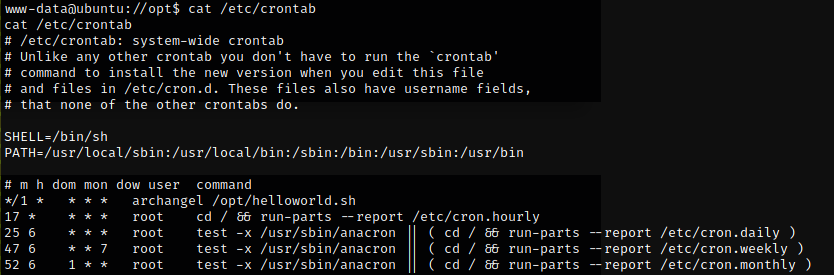 www-data@ubuntu://opt$ cat /etc/crontab
cat /etc/crontab
# /etc/crontab: system-wide crontab
# Unlike any other crontab you don't have to run the `crontab'
# command to install the new version when you edit this file
# and files in /etc/cron.d. These files also have username fields,
# that none of the other crontabs do.
SHELL=/bin/sh
PATH=/usr/local/sbin:/usr/local/bin:/sbin:/bin:/usr/sbin:/usr/bin
# m h dom mon dow user  command
*/1 *   * * *   archangel /opt/helloworld.sh
17 *    * * *   root    cd / && run-parts --report /etc/cron.hourly
25 6    * * *   root    test -x /usr/sbin/anacron || ( cd / && run-parts --report /etc/cron.daily )
47 6    * * 7   root    test -x /usr/sbin/anacron || ( cd / && run-parts --report /etc/cron.weekly )
52 6    1 * *   root    test -x /usr/sbin/anacron || ( cd / && run-parts --report /etc/cron.monthly )